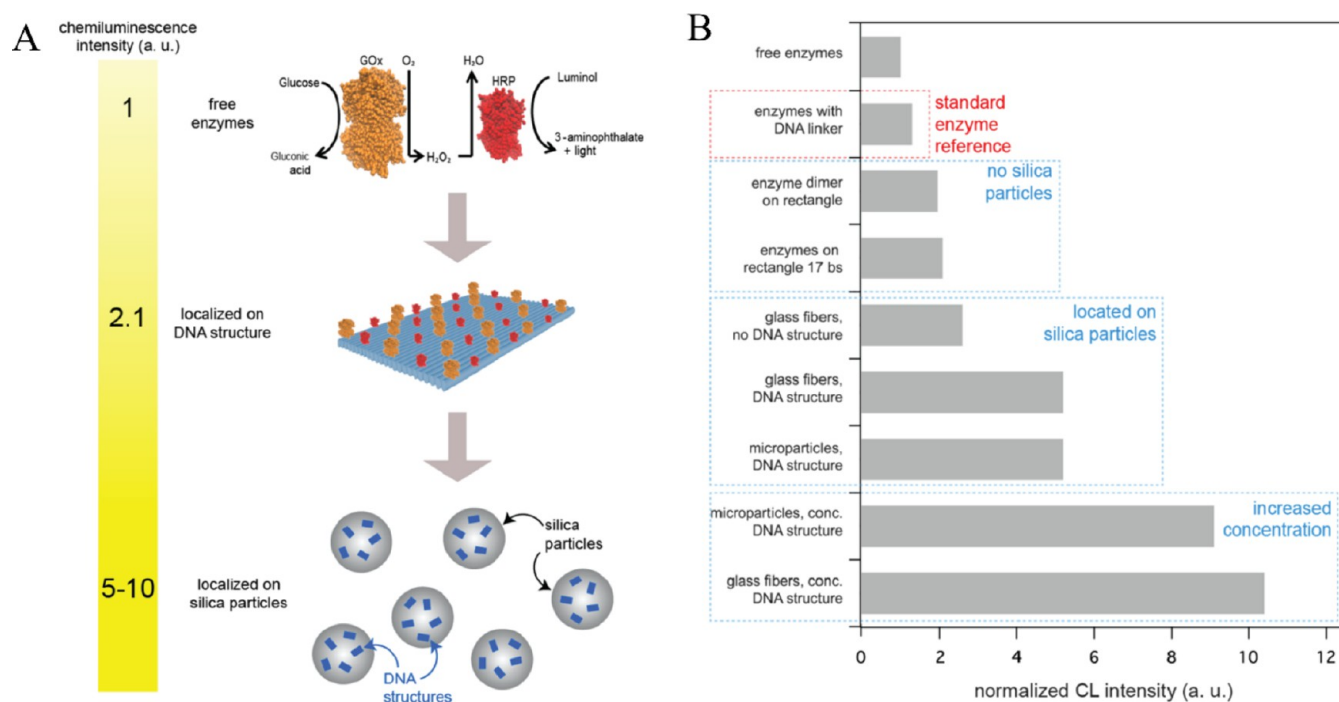 A
chemiluminescence
intensity (a. u.)
1
free
enzymes
Glucose
GOx
O₂
H₂O
HRP
Luminol
Gluconic
acid
H₂O₂
3-aminophthalate
+ light
2.1
localized on
DNA structure
5-10
localized on
silica particles
silica
particles
DNA
structures
B
free enzymes
enzymes with
DNA linker
standard
enzyme
reference
enzyme dimer
on rectangle
no silica
particles
enzymes on
rectangle 17 bs
glass fibers,
no DNA structure
located on
silica particles
glass fibers,
DNA structure
microparticles,
DNA structure
microparticles, conc.
DNA structure
increased
concentration
glass fibers, conc.
DNA structure
0 2 4 6 8 10 12
normalized CL intensity (a. u.)